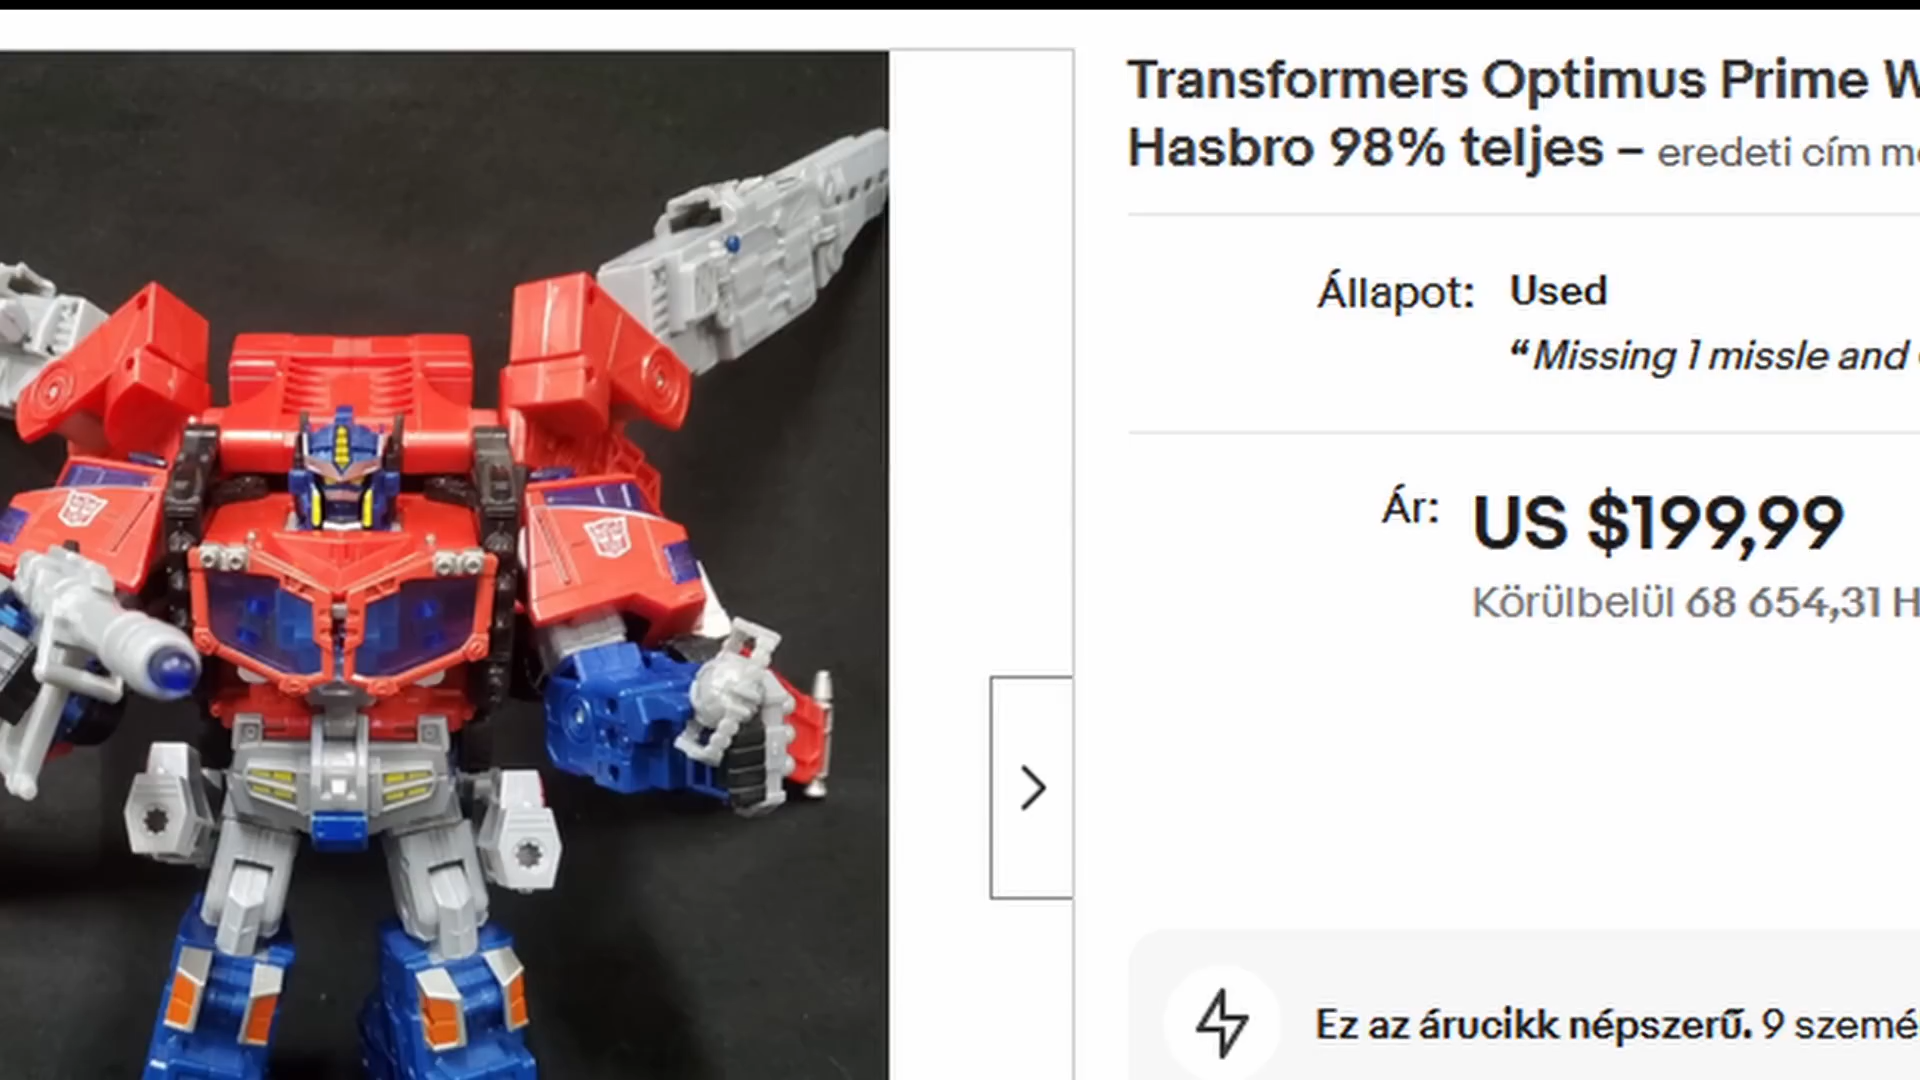 Transformers Optimus Prime
Hasbro 98% teljes – eredeti cím
Állapot: Used
“Missing 1 missle and
Ár: US $199,99
Körülbelül 68 654,31
Ez az árucikk népszerű. 9